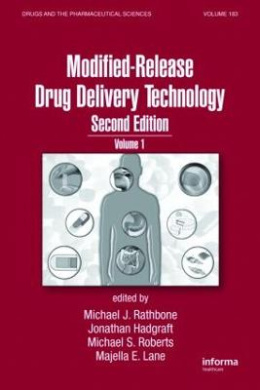 DRUGS AND THE PHARMACEUTICAL SCIENCES VOLUME 183
Modified-Release
Drug Delivery Technology
Second Edition
Volume 1
edited by
Michael J. Rathbone
Jonathan Hadgraft
Michael S. Roberts
Majella E. Lane
informa
healthcare